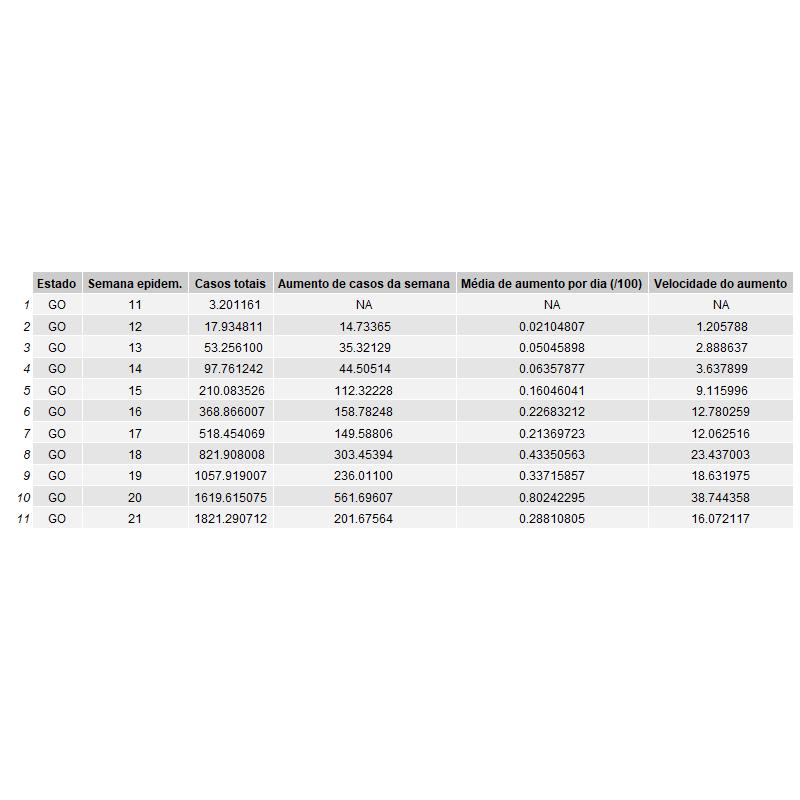 Estado Semana epidem. Casos totais Aumento de casos da semana Média de aumento por dia (/100) Velocidade do aumento
1 GO 11 3.201161 NA NA NA
2 GO 12 17.934811 14.73365 0.02104807 1.205788
3 GO 13 53.256100 35.32129 0.05045898 2.888637
4 GO 14 97.761242 44.50514 0.06357877 3.637899
5 GO 15 210.083526 112.32228 0.16046041 9.115996
6 GO 16 368.866007 158.78248 0.22683212 12.780259
7 GO 17 518.454069 149.58806 0.21369723 12.062516
8 GO 18 821.908008 303.45394 0.43350563 23.437003
9 GO 19 1057.919007 236.01100 0.33715857 18.631975
10 GO 20 1619.615075 561.69607 0.80242295 38.744358
11 GO 21 1821.290712 201.67564 0.28810805 16.072117